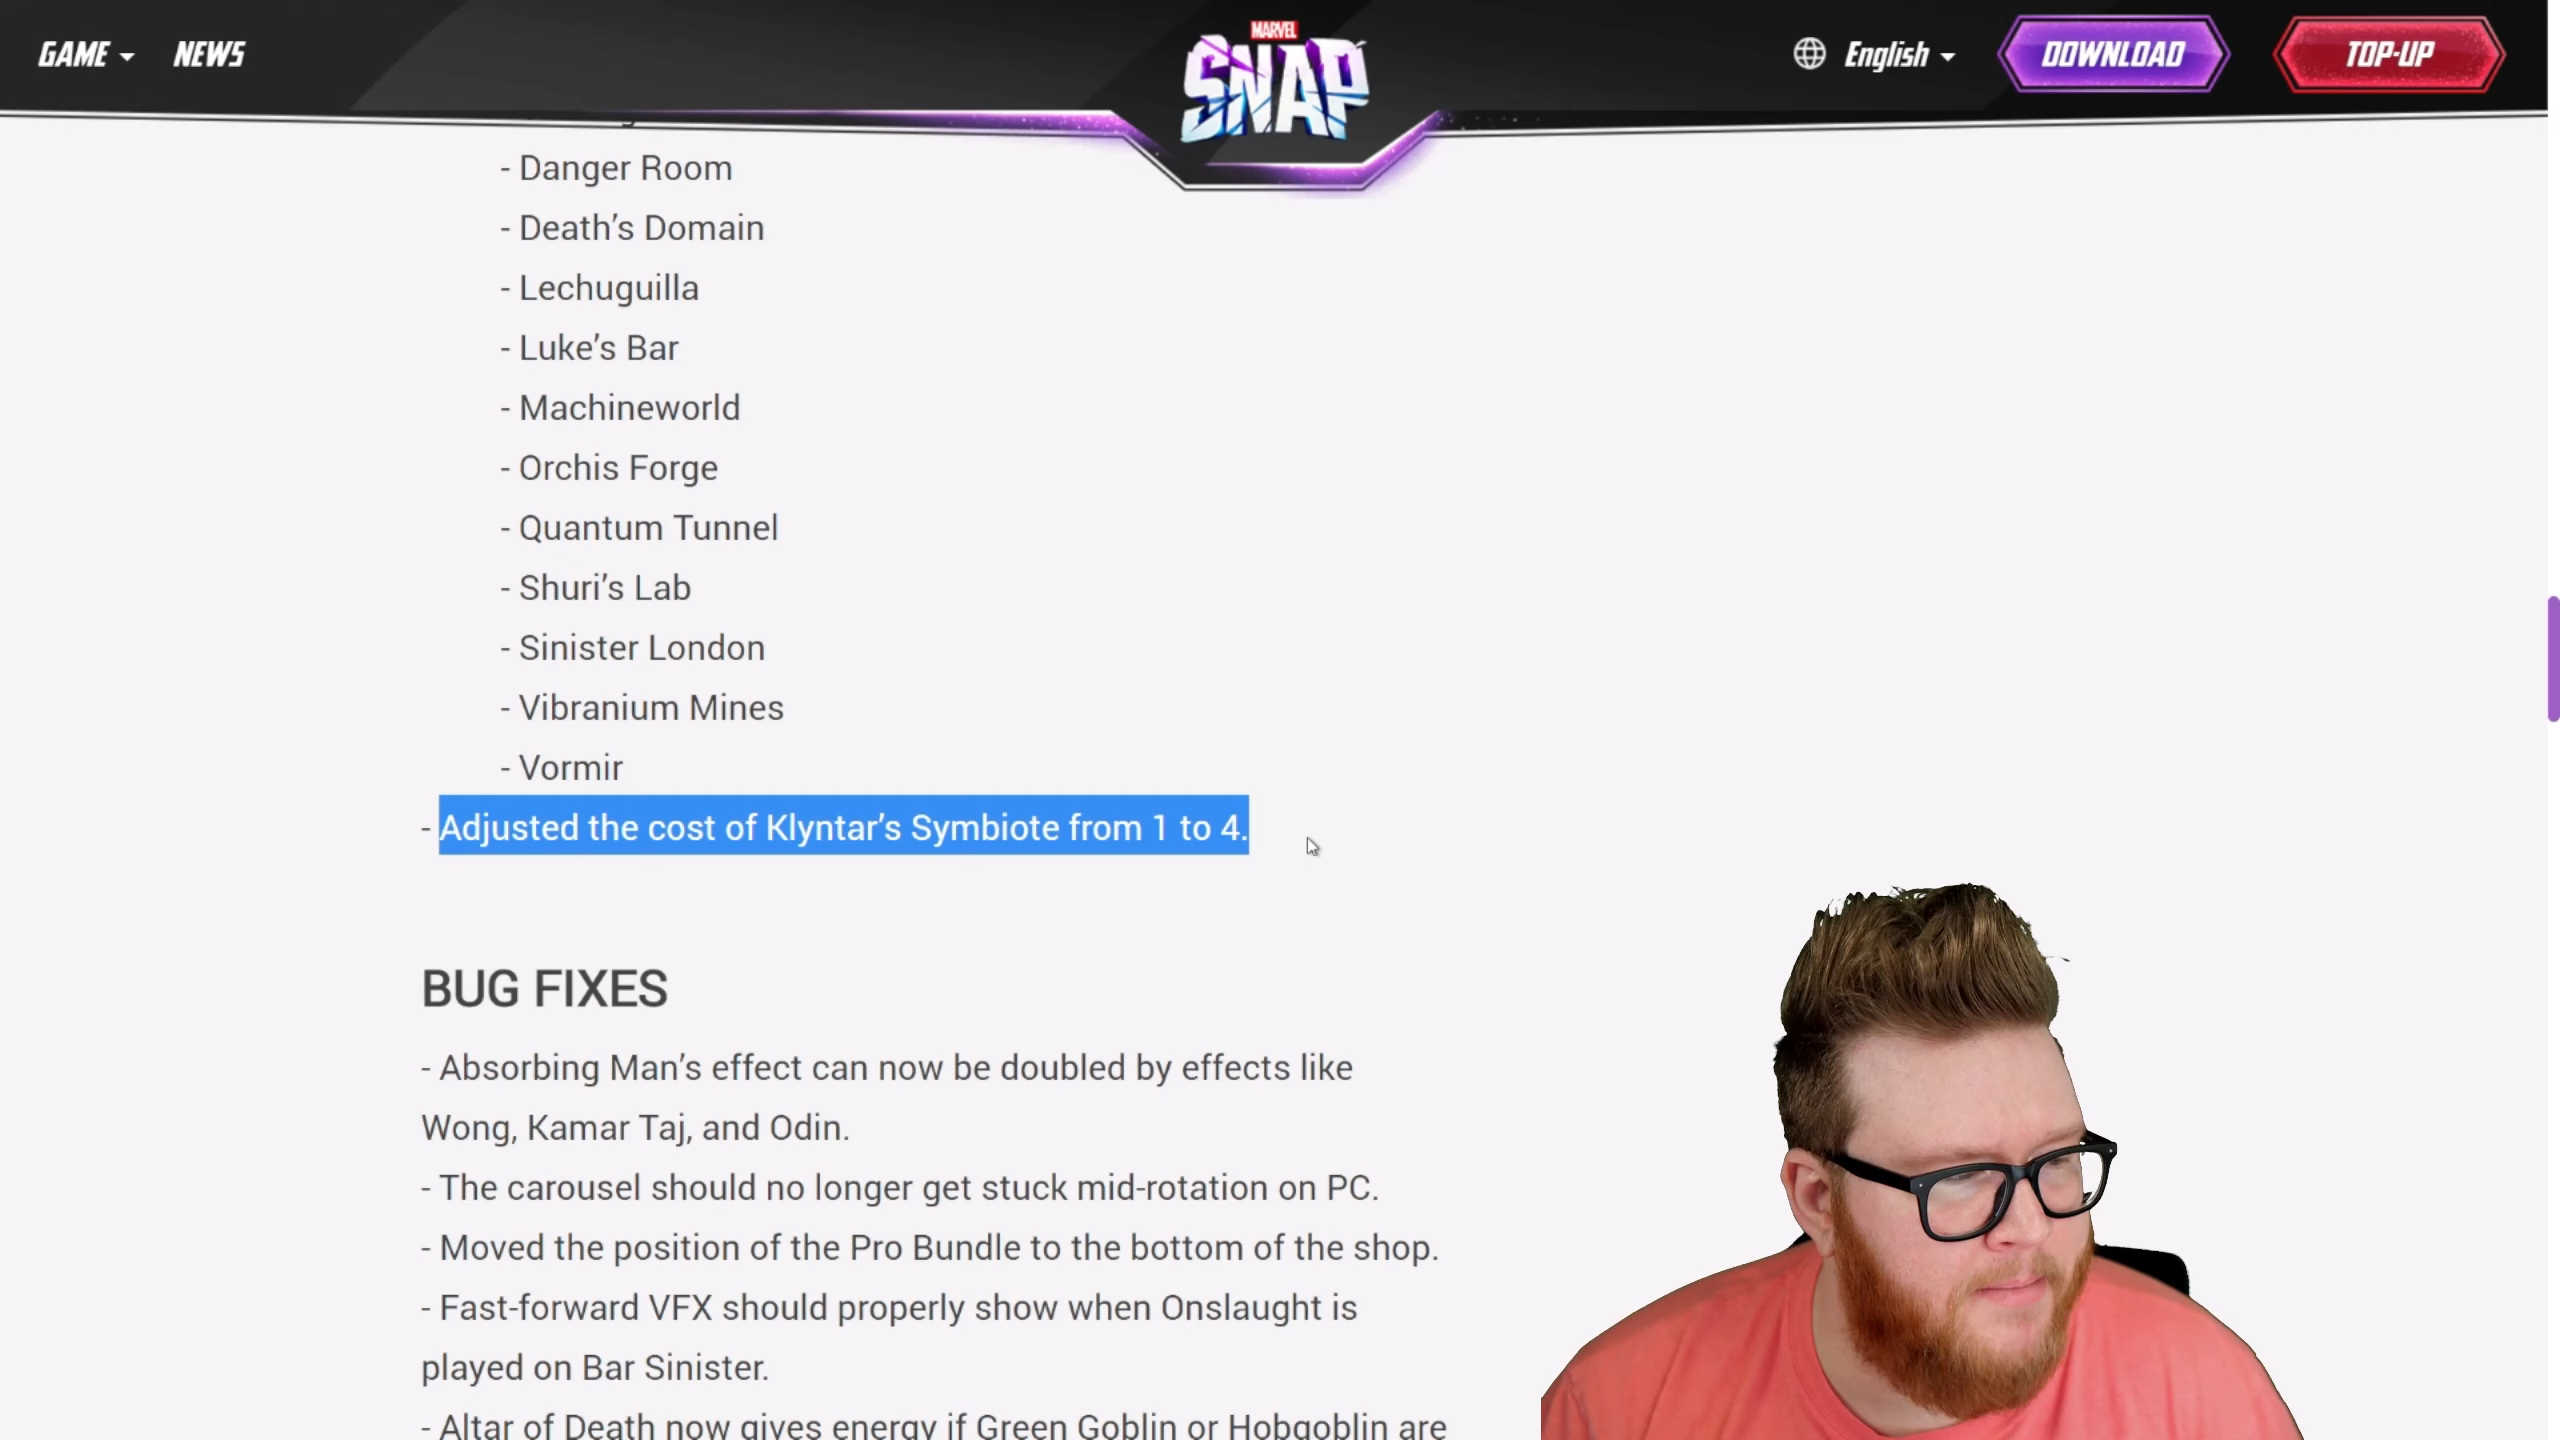 GAME NEWS MARVEL SNAP English DOWNLOAD TOP-UP
- Danger Room
- Death's Domain
- Lechuguilla
- Luke's Bar
- Machineworld
- Orchis Forge
- Quantum Tunnel
- Shuri's Lab
- Sinister London
- Vibranium Mines
- Vormir
- Adjusted the cost of Klyntar's Symbiote from 1 to 4.
BUG FIXES
- Absorbing Man's effect can now be doubled by effects like
Wong, Kamar Taj, and Odin.
- The carousel should no longer get stuck mid-rotation on PC.
- Moved the position of the Pro Bundle to the bottom of the shop.
- Fast-forward VFX should properly show when Onslaught is
played on Bar Sinister.
- Altar of Death now gives energy if Green Goblin or Hobgoblin are